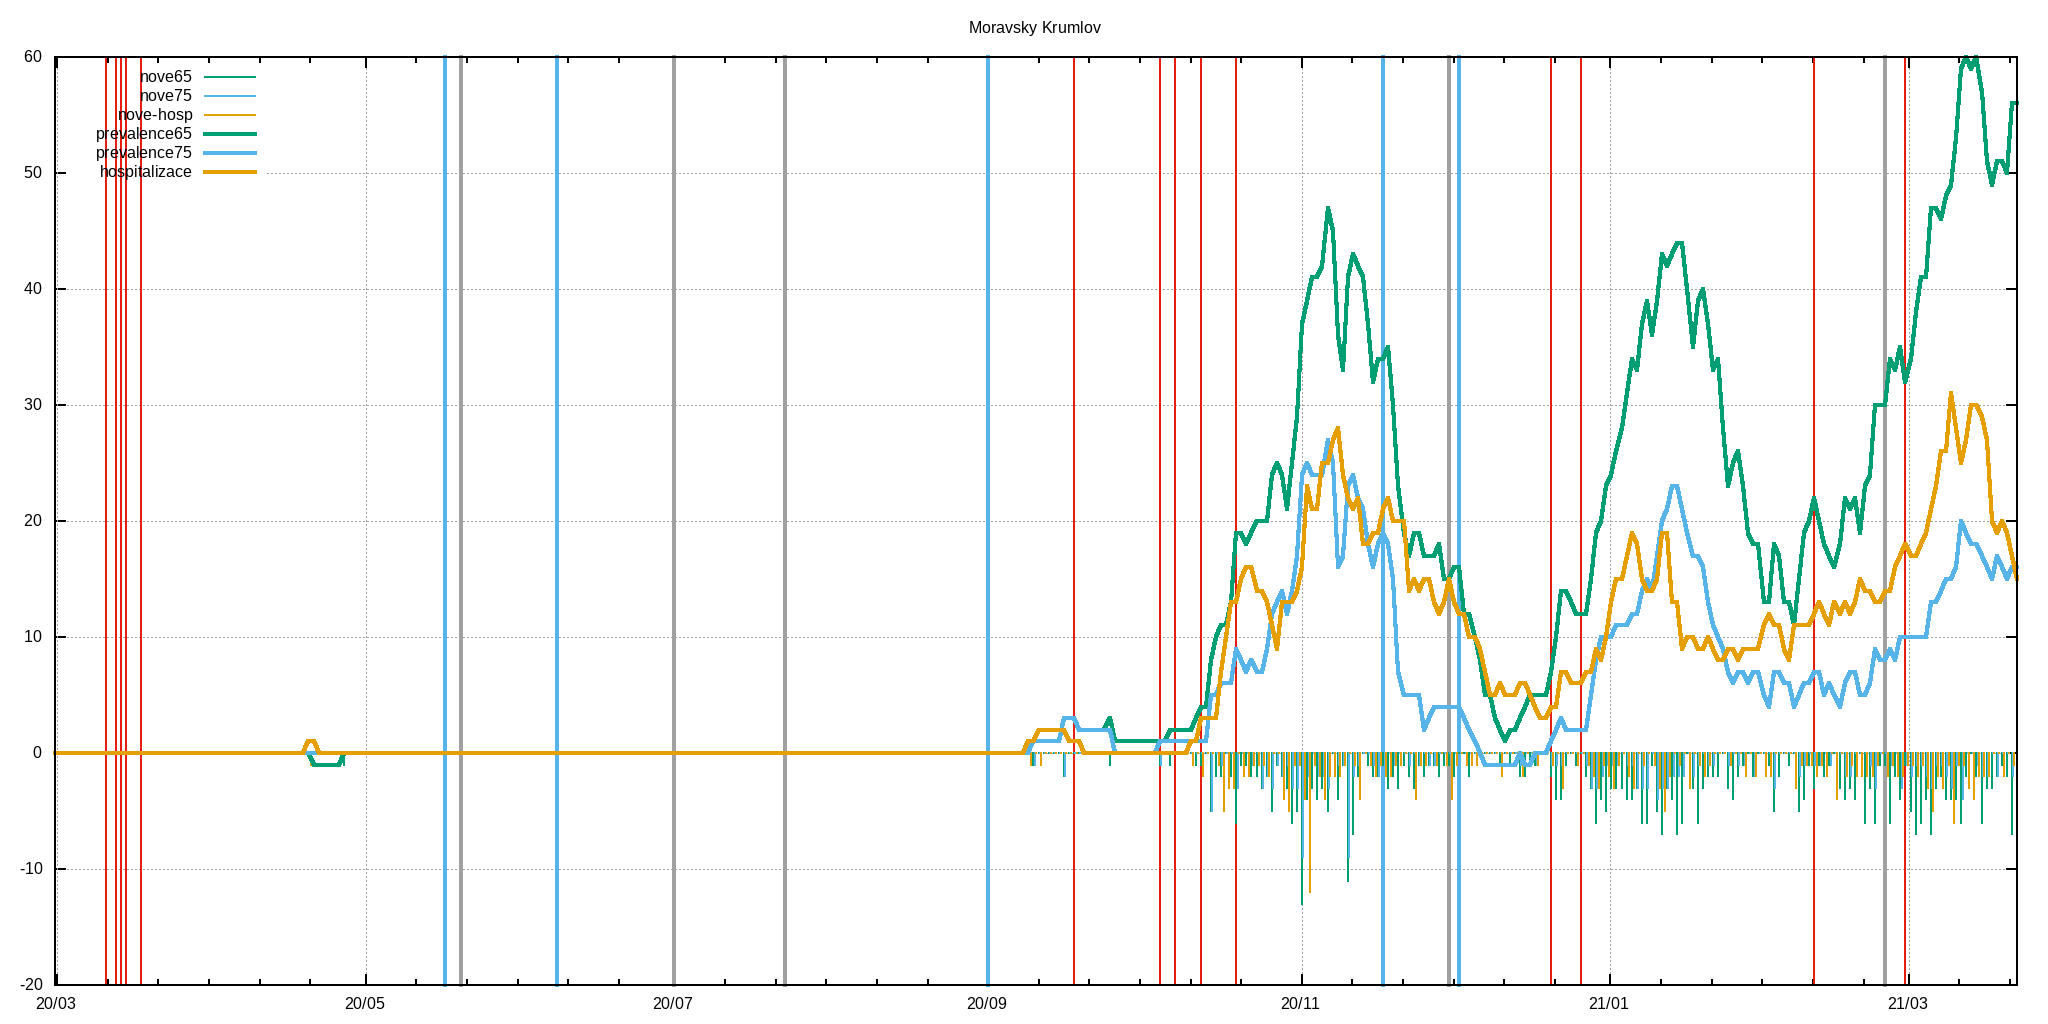 Moravsky Krumlov
60
nove65
nove75
nove-hosp
prevalence65
prevalence75
hospitalizace
50
40
30
20
10
0
-10
-20
20/03 20/05 20/07 20/09 20/11 21/01 21/03